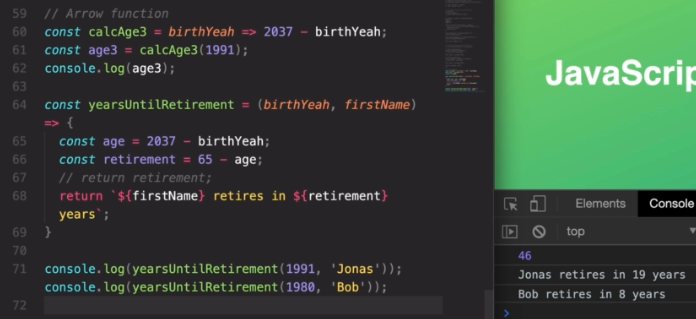 59 // Arrow function
60 const calcAge3 = birthYeah => 2037 - birthYeah;
61 const age3 = calcAge3(1991);
62 console.log(age3);
63
64 const yearsUntilRetirement = (birthYeah, firstName)
=> {
65 const age = 2037 - birthYeah;
66 const retirement = 65 - age;
67 // return retirement;
68 return `${firstName} retires in ${retirement}
years`;
69 }
70
71 console.log(yearsUntilRetirement(1991, 'Jonas'));
console.log(yearsUntilRetirement(1980, 'Bob'));
72
JavaScrip
Elements Console
top
46
Jonas retires in 19 years
Bob retires in 8 years